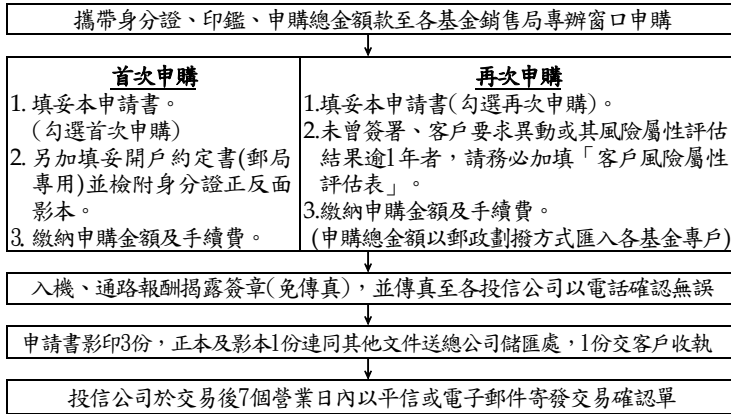 攜帶身分證、印鑑、申購總金額款至各基金銷售局專辦窗口申購
首次申購
1. 填妥本申請書。
(勾選首次申購)
2. 另加填妥開戶約定書(郵局
專用)並檢附身分證正反面
影本。
3. 繳納申購金額及手續費。
再次申購
1.填妥本申請書(勾選再次申購)。
2.未曾簽署、客戶要求異動或其風險屬性評估
結果逾1年者，請務必加填「客戶風險屬性
評估表」。
3.繳納申購金額及手續費。
(申購總金額以郵政劃撥方式匯入各基金專戶)
入機、通路報酬揭露簽章(免傳真)，並傳真至各投信公司以電話確認無誤
申請書影印3份，正本及影本1份連同其他文件送總公司儲匯處，1份交客戶收執
投信公司於交易後7個營業日內以平信或電子郵件寄發交易確認單